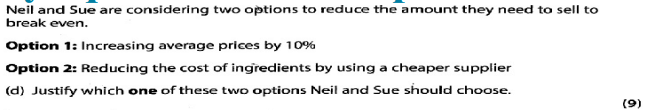 Neil and Sue are considering two options to reduce the amount they need to sell to
break even.
Option 1: Increasing average prices by 10%
Option 2: Reducing the cost of ingredients by using a cheaper supplier
(d) Justify which one of these two options Neil and Sue should choose.
(9)